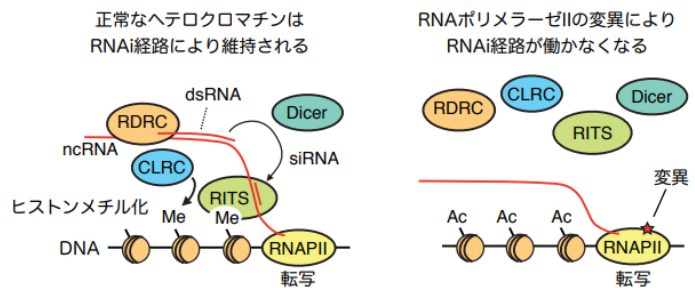 正常なヘテロクロマチンは
RNAi経路により維持される
dsRNA
RDRC
Dicer
ncRNA
CLRC
siRNA
RITS
ヒストンメチル化
Me
Me
DNA
RNAPII
転写
RNAポリメラーゼIIの変異により
RNAi経路が働かなくなる
CLRC
RDRC
Dicer
RITS
変異
Ac
Ac
Ac
RNAPII
転写